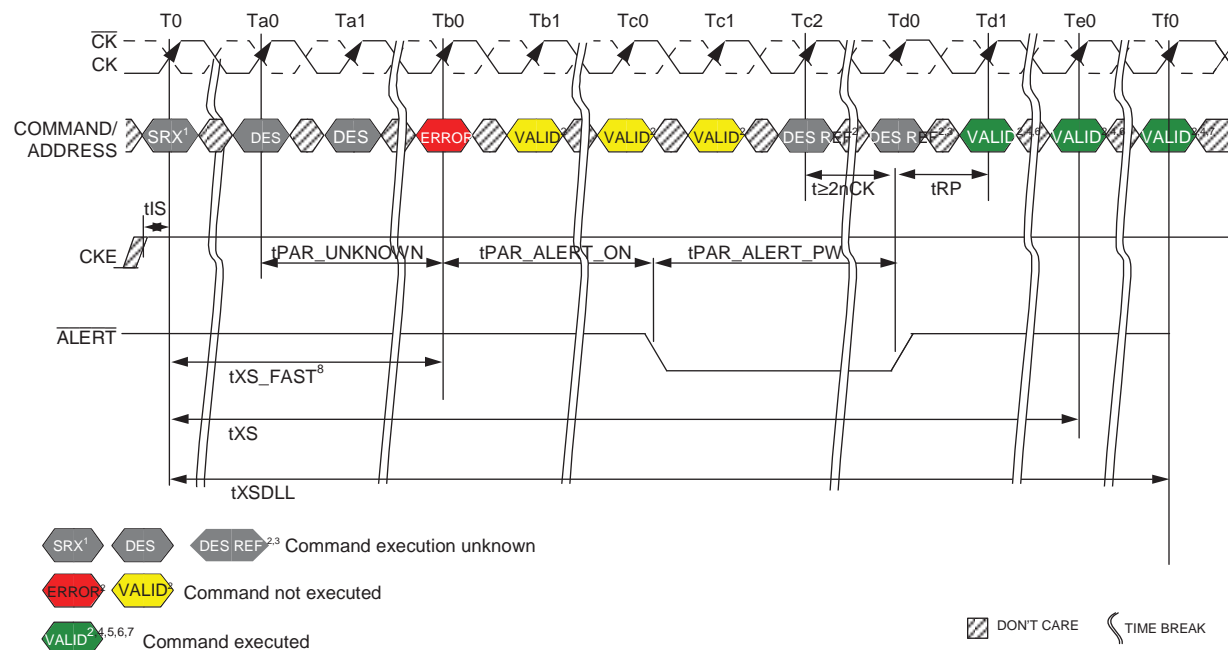 T0 Ta0 Ta1 Tb0 Tb1 Tc0 Tc1 Tc2 Td0 Td1 Te0 Tf0
CK
CK
COMMAND/
ADDRESS
SRX1 DES DES ERROR VALID2 VALID2 VALID2 DES REF2 DES REF2,3 VALID2,4,6 VALID2,4,6 VALID2,4,7
t≥2nCK tRP
tIS
CKE
tPAR_UNKNOWN tPAR_ALERT_ON tPAR_ALERT_PW
ALERT
tXS_FAST8
tXS
tXSDLL
SRX1 DES DES REF2,3 Command execution unknown
ERROR2 VALID2 Command not executed
VALID2,4,5,6,7 Command executed
DON'T CARE TIME BREAK